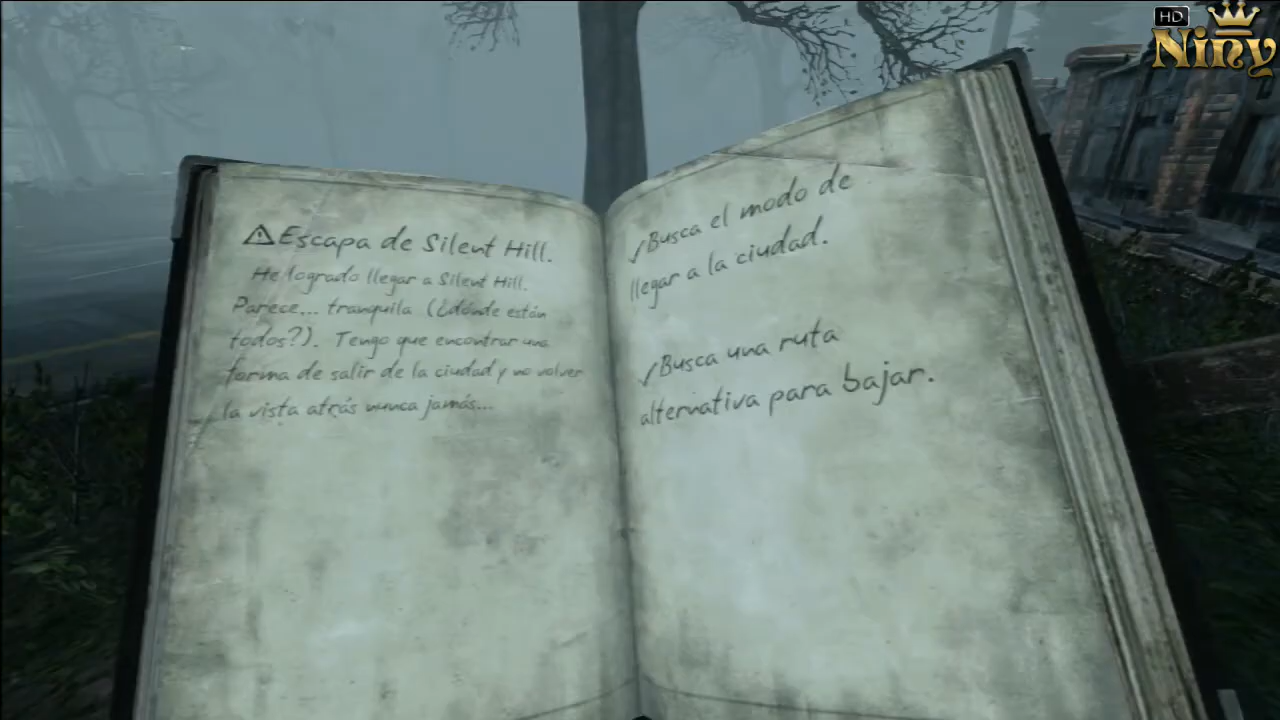 HD
Niny
⚠Escapa de Silent Hill.
He logrado llegar a Silent Hill.
Parece... tranquila (¿dónde están
todos?). Tengo que encontrar una
forma de salir de la ciudad y no volver
la vista atrás nunca jamás...
✓Busca el modo de
llegar a la ciudad.
✓Busca una ruta
alternativa para bajar.